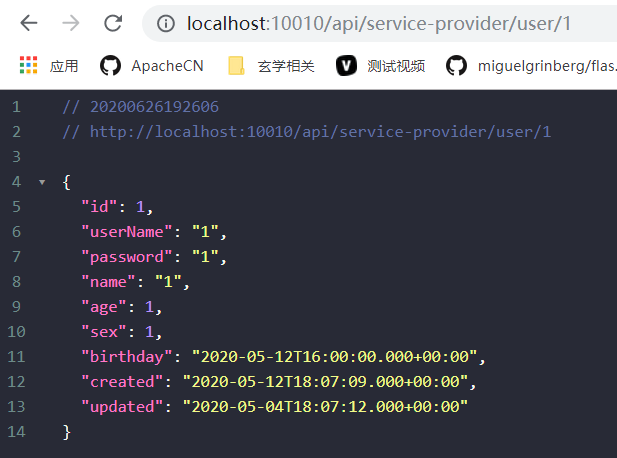 localhost:10010/api/service-provider/user/1
应用 ApacheCN 玄学相关 测试视频 miguelgrinberg/flas.
1 // 20200626192606
2 // http://localhost:10010/api/service-provider/user/1
3
4 {
5 "id": 1,
6 "userName": "1",
7 "password": "1",
8 "name": "1",
9 "age": 1,
10 "sex": 1,
11 "birthday": "2020-05-12T16:00:00.000+00:00",
12 "created": "2020-05-12T18:07:09.000+00:00",
13 "updated": "2020-05-04T18:07:12.000+00:00"
14 }